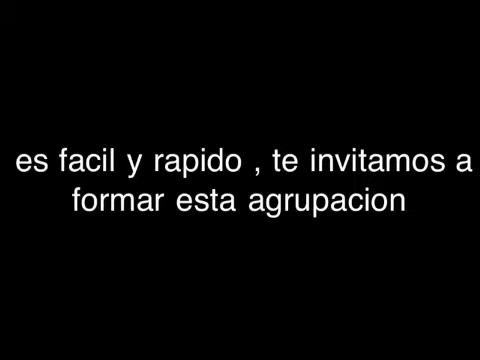 es facil y rapido , te invitamos a
formar esta agrupacion